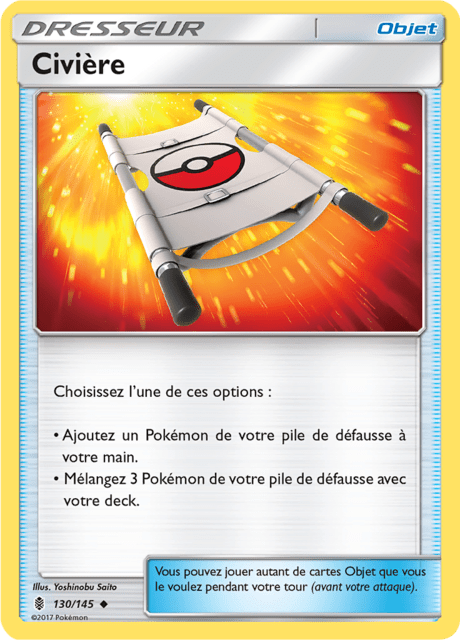 DRESSEUR
Objet
Civière
Choisissez l'une de ces options :
• Ajoutez un Pokémon de votre pile de défausse à
votre main.
• Mélangez 3 Pokémon de votre pile de défausse avec
votre deck.
Vous pouvez jouer autant de cartes Objet que vous
le voulez pendant votre tour (avant votre attaque).
Illus. Yoshinobu Saito
130/145
©2017 Pokémon